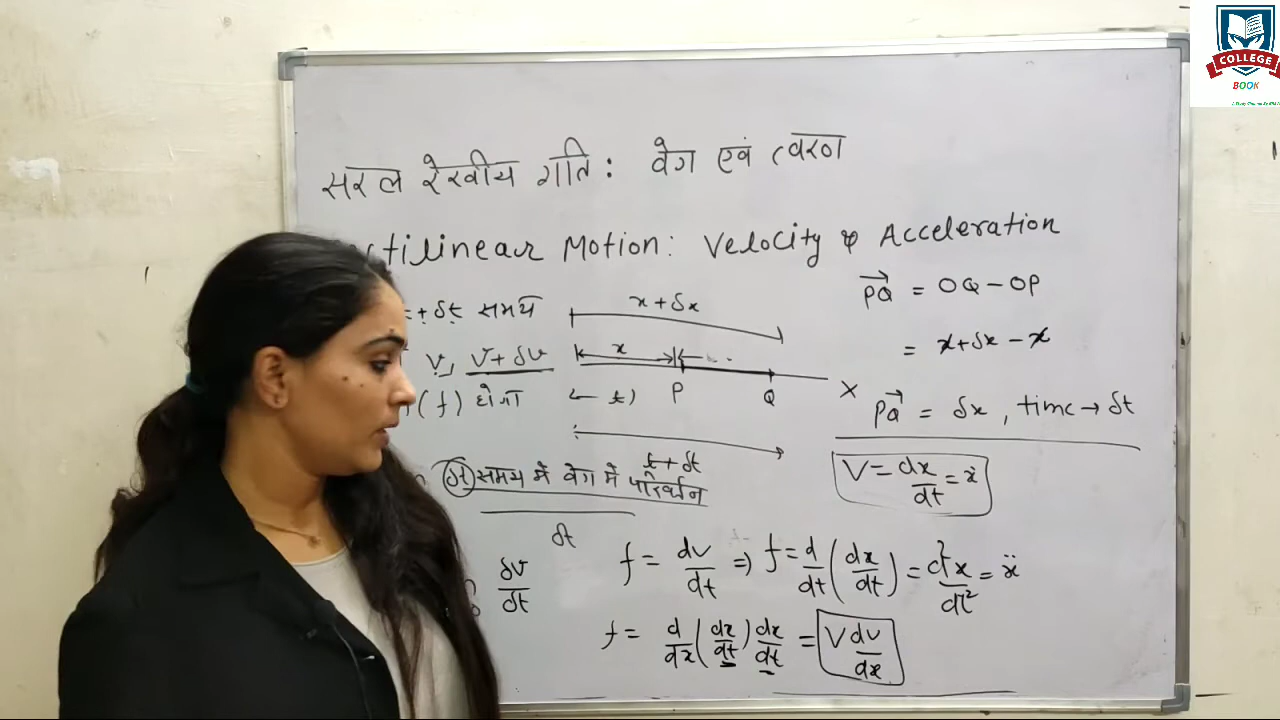 सरल रेखीय गति : वेग एवं त्वरण
ctilinear Motion: Velocity & Acceleration
t + δt समय
v, v + δv
(f) होगा
x + δx
x
P
Q
X
t
t + δt
PQ⃗ = OQ - OP
= x + δx - x
PQ⃗ = δx, time → δt
V = dx/dt = ẋ
δt समय में वेग में परिवर्तन
δt
δv/δt
f = dv/dt ⇒ f = d/dt (dx/dt) = d²x/dt² = ẍ
f = d/dx (dx/dt) dx/dt = V dv/dx
COLLEGE
BOOK